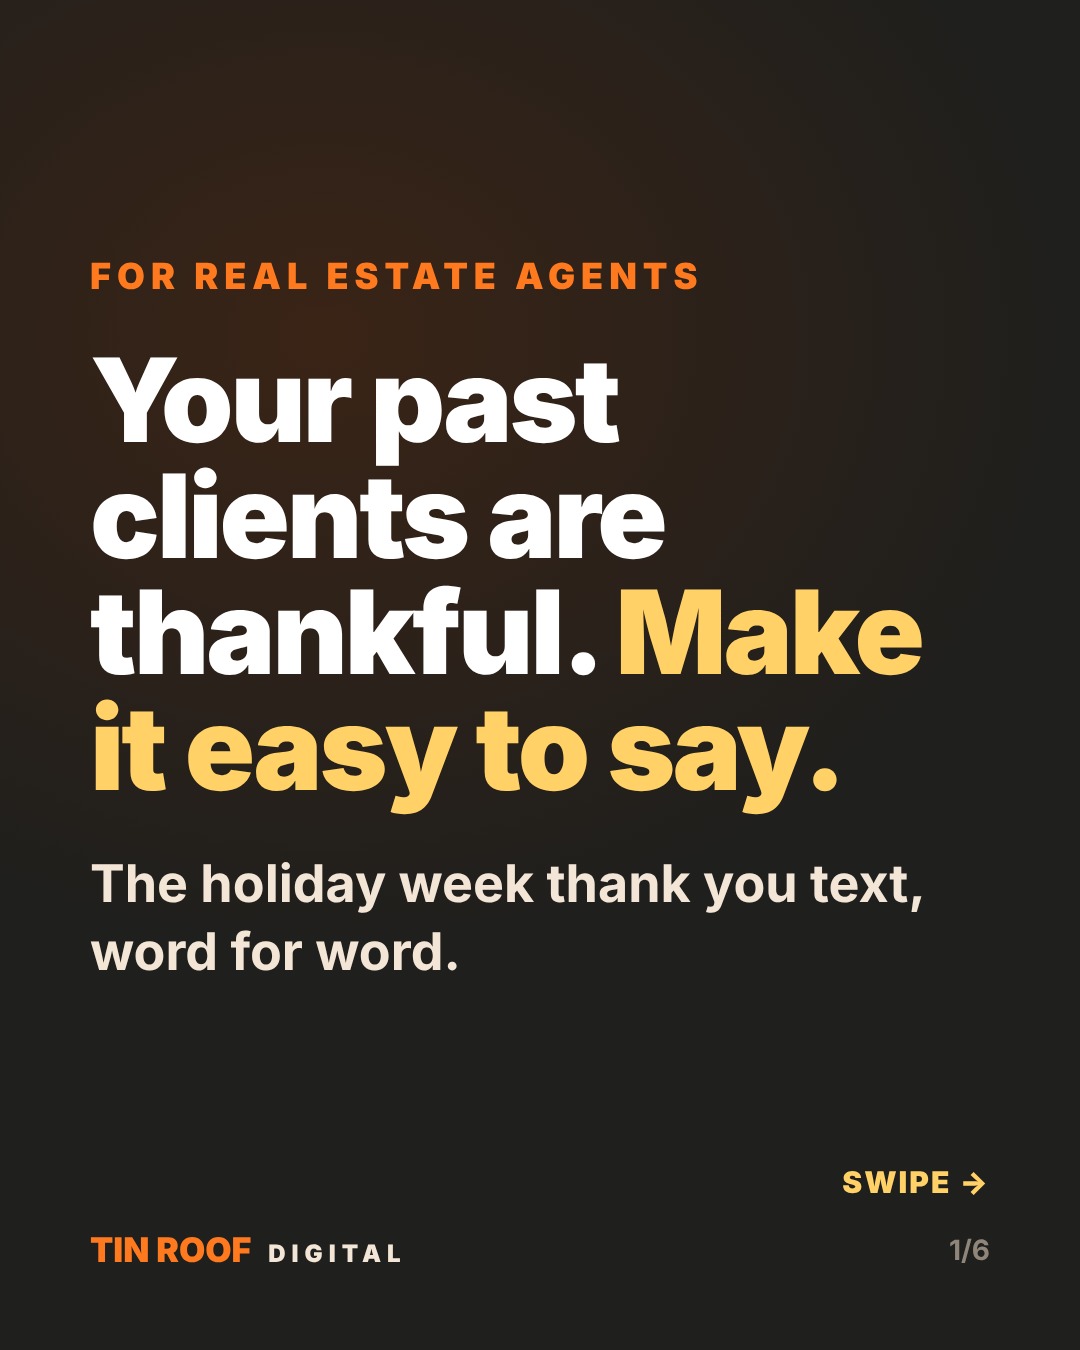 FOR REAL ESTATE AGENTS
Your past
clients are
thankful. Make
it easy to say.
The holiday week thank you text,
word for word.
SWIPE →
TIN ROOF DIGITAL
1/6